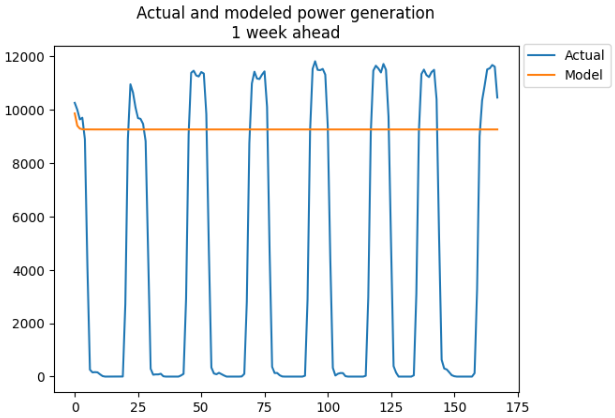 Actual and modeled power generation
1 week ahead
Actual
Model
12000
10000
8000
6000
4000
2000
0
0 25 50 75 100 125 150 175